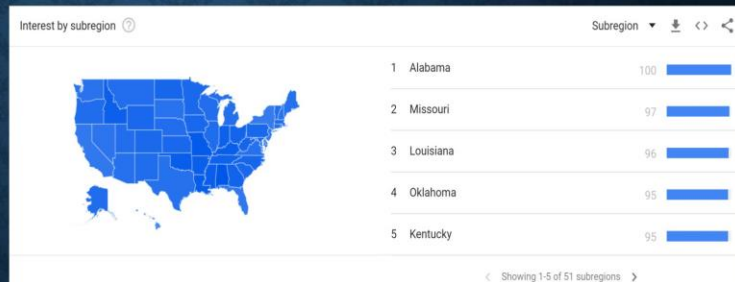 Interest by subregion
Subregion
1 Alabama 100
2 Missouri 97
3 Louisiana 96
4 Oklahoma 95
5 Kentucky 95
Showing 1-5 of 51 subregions